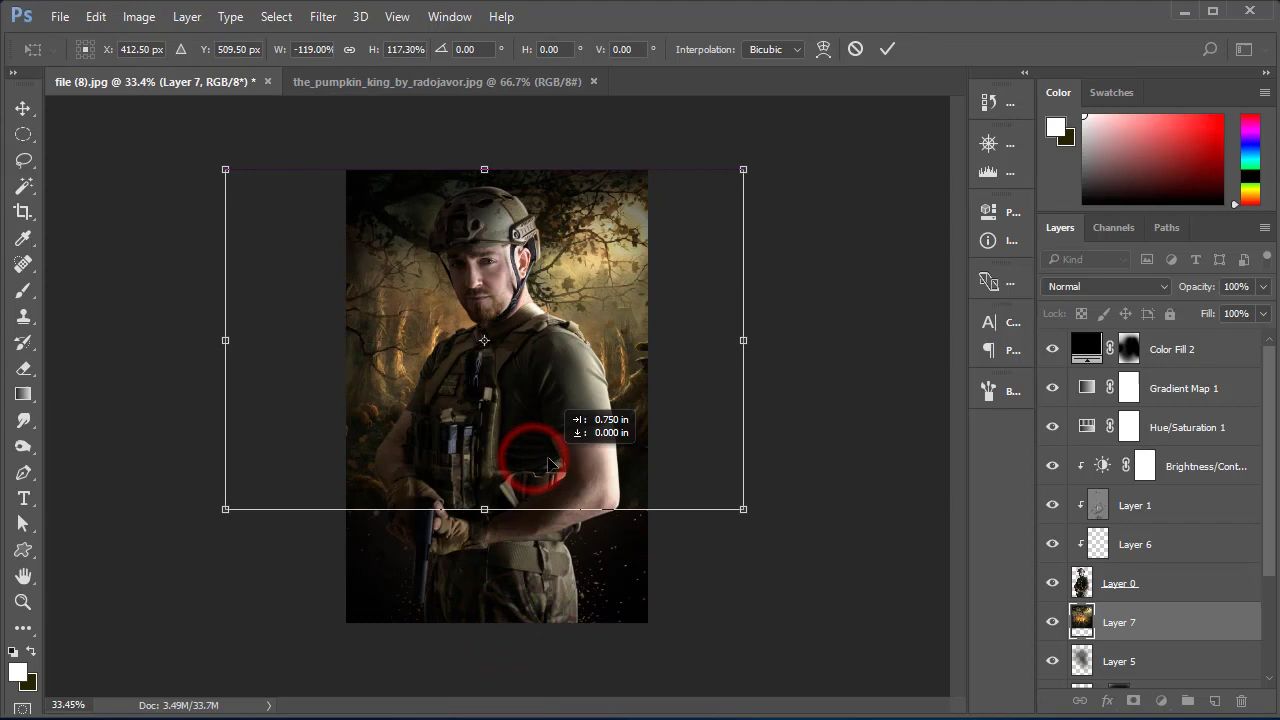 Ps File Edit Image Layer Type Select Filter 3D View Window Help
X: 412.50 px Y: 509.50 px W: -119.00% H: 117.30% 0.00 ° H: 0.00 ° V: 0.00 ° Interpolation: Bicubic
file (8).jpg @ 33.4% (Layer 7, RGB/8*) * × the_pumpkin_king_by_radojavor.jpg @ 66.7% (RGB/8#) ×
Color Swatches
...
...
...
P...
I...
...
A| C...
P...
B...
Layers Channels Paths
Kind
Normal Opacity: 100%
Lock: Fill: 100%
Color Fill 2
Gradient Map 1
Hue/Saturation 1
Brightness/Cont...
Layer 1
Layer 6
Layer 0
Layer 7
Layer 5
fx
: 0.750 in
: 0.000 in
33.45% Doc: 3.49M/33.7M